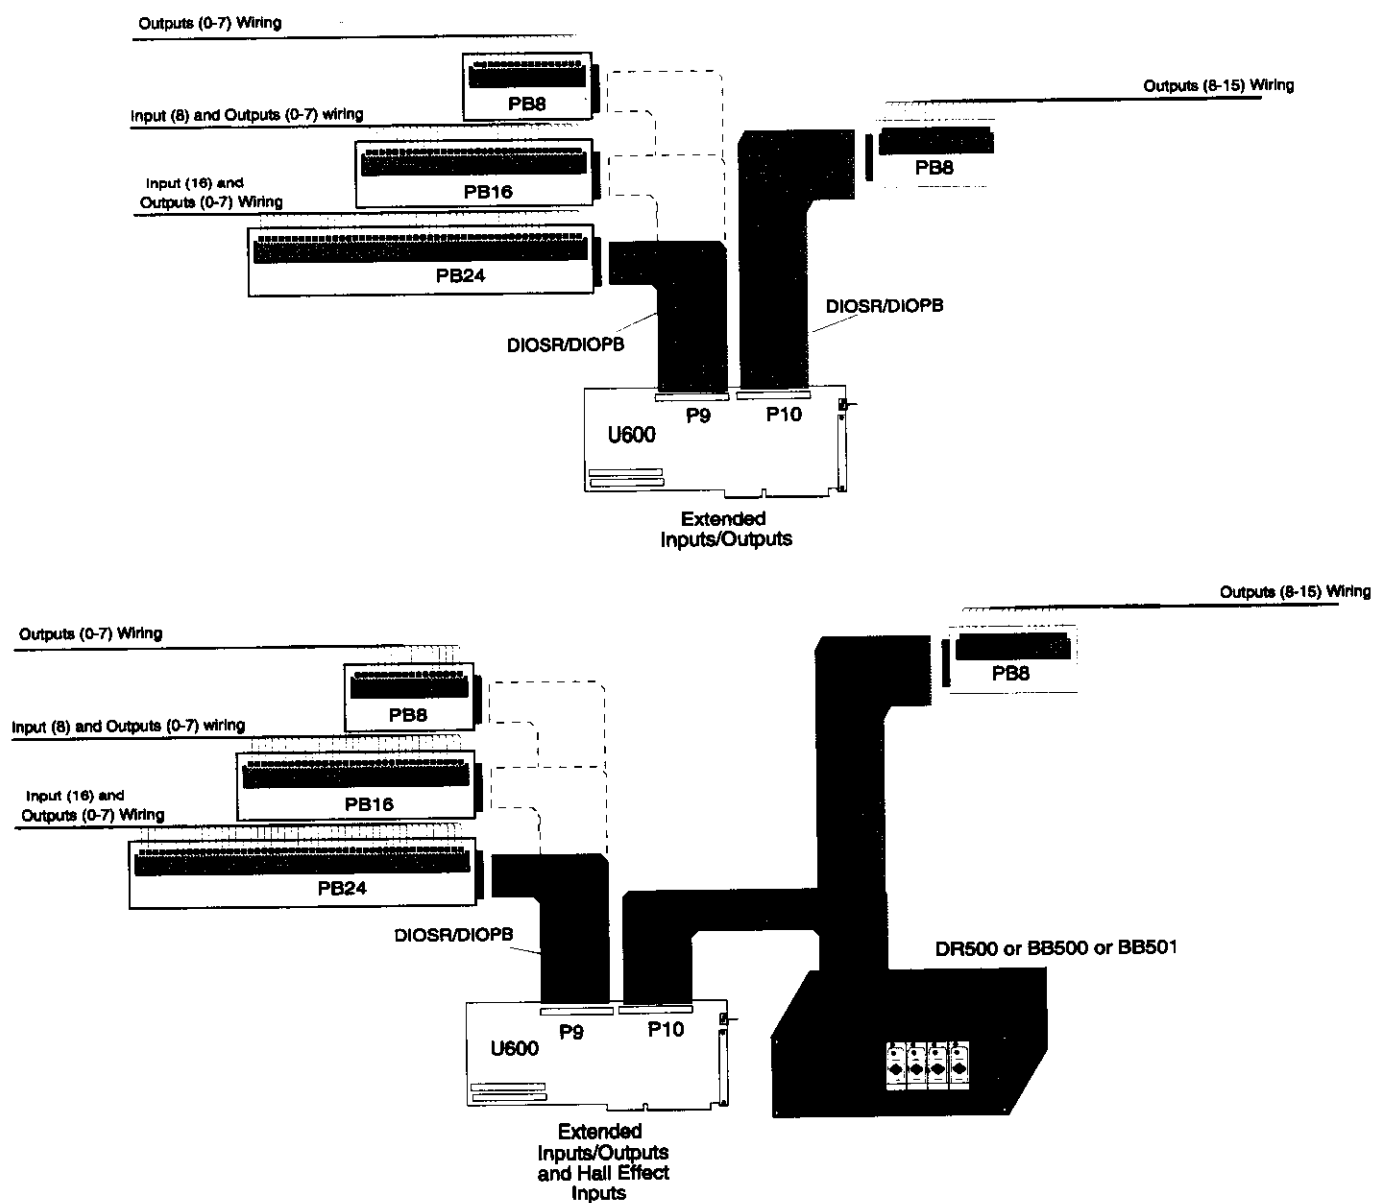 Outputs (0-7) Wiring
PB8
Outputs (8-15) Wiring
Input (8) and Outputs (0-7) wiring
PB8
PB16
Input (16) and
Outputs (0-7) Wiring
PB24
DIOSR/DIOPB
DIOSR/DIOPB
P9
P10
U600
Extended
Inputs/Outputs
Outputs (8-15) Wiring
Outputs (0-7) Wiring
PB8
PB8
Input (8) and Outputs (0-7) wiring
PB16
Input (16) and
Outputs (0-7) Wiring
PB24
DIOSR/DIOPB
DR500 or BB500 or BB501
P9
P10
U600
Extended
Inputs/Outputs
and Hall Effect
Inputs